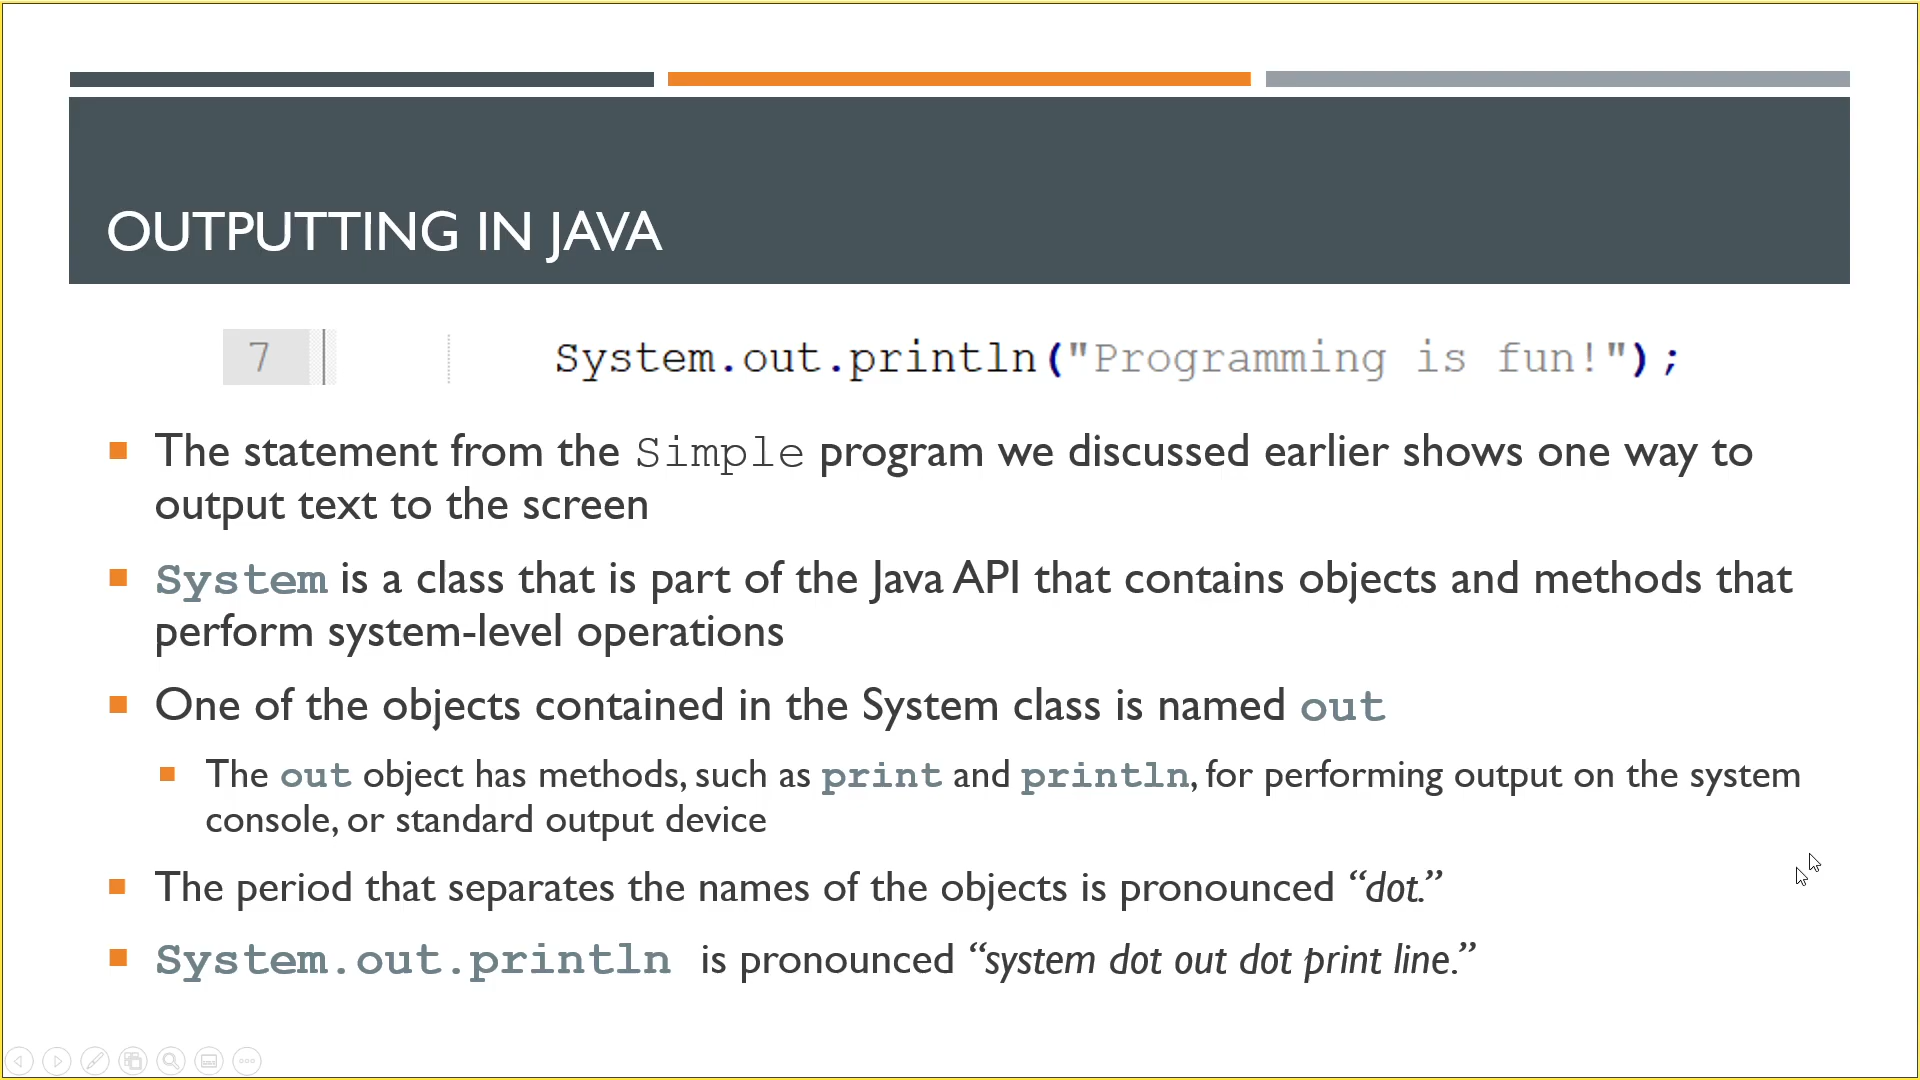 OUTPUTTING IN JAVA
7 System.out.println("Programming is fun!");
The statement from the Simple program we discussed earlier shows one way to
output text to the screen
System is a class that is part of the Java API that contains objects and methods that
perform system-level operations
One of the objects contained in the System class is named out
The out object has methods, such as print and println, for performing output on the system
console, or standard output device
The period that separates the names of the objects is pronounced “dot.”
System.out.println is pronounced “system dot out dot print line.”